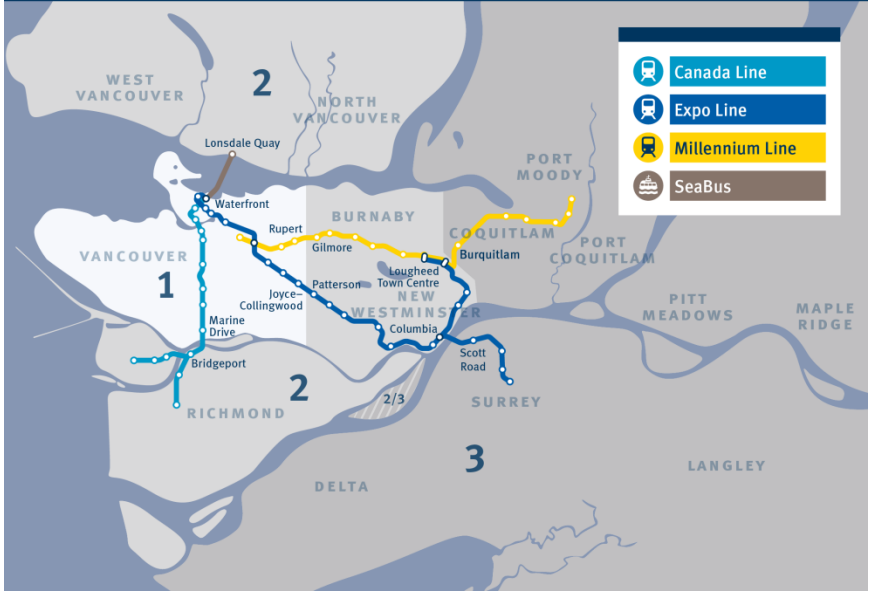 WEST
VANCOUVER
2
NORTH
VANCOUVER
Lonsdale Quay
Canada Line
Expo Line
Millennium Line
SeaBus
PORT
MOODY
Waterfront
BURNABY
Rupert
Gilmore
COQUITLAM
Burquitlam
PORT
COQUITLAM
VANCOUVER
1
Lougheed
Town Centre
Patterson
Joyce–
Collingwood
NEW
WESTMINSTER
PITT
MEADOWS
MAPLE
RIDGE
Marine
Drive
Columbia
Scott
Road
Bridgeport
2
2/3
RICHMOND
SURREY
3
LANGLEY
DELTA